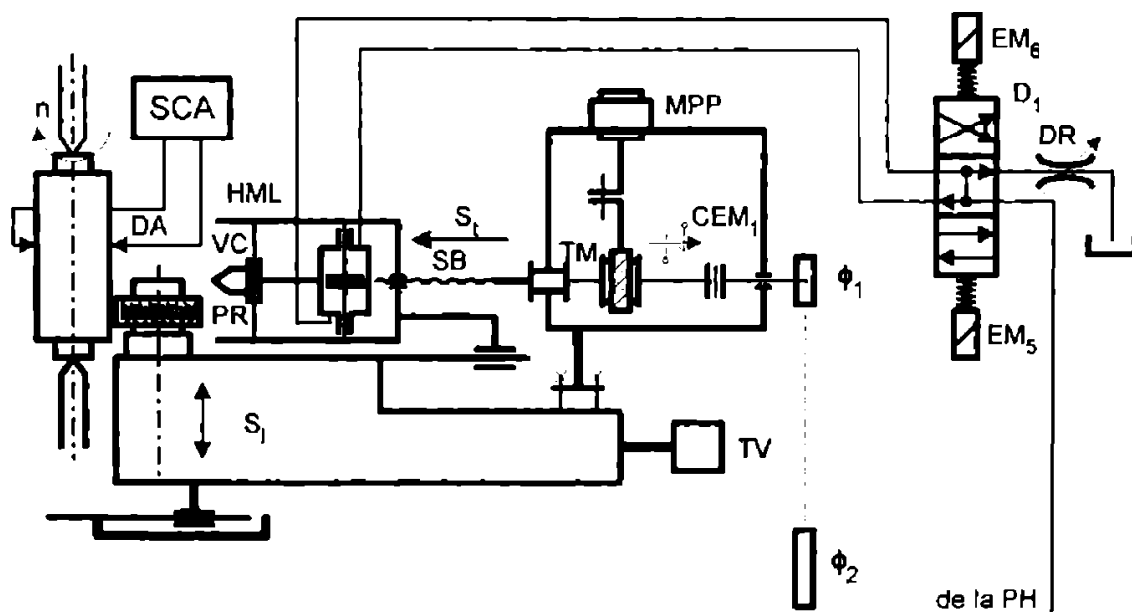 EM₆
n
SCA
MPP
D₁
DR
HML
DA
VC
Sₜ
CEM₁
SB
TM
PR
ϕ₁
EM₅
Sₗ
TV
ϕ₂
de la PH